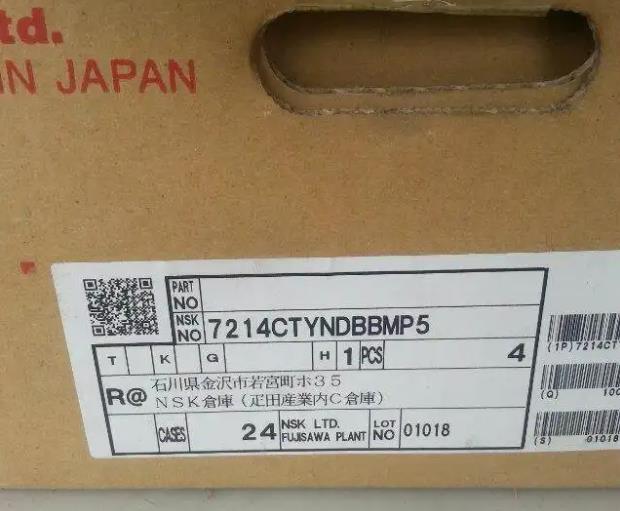 td.
IN JAPAN
PART NO
NSK NO 7214CTYNDBBMP5
T K G H 1 PCS 4
R@ 石川県金沢市若宮町ホ35
NSK倉庫（疋田産業内C倉庫）
CASES 24 NSK LTD. FUJISAWA PLANT LOT NO 01018
(1P)7214CT
(Q) 100
(S) 01018